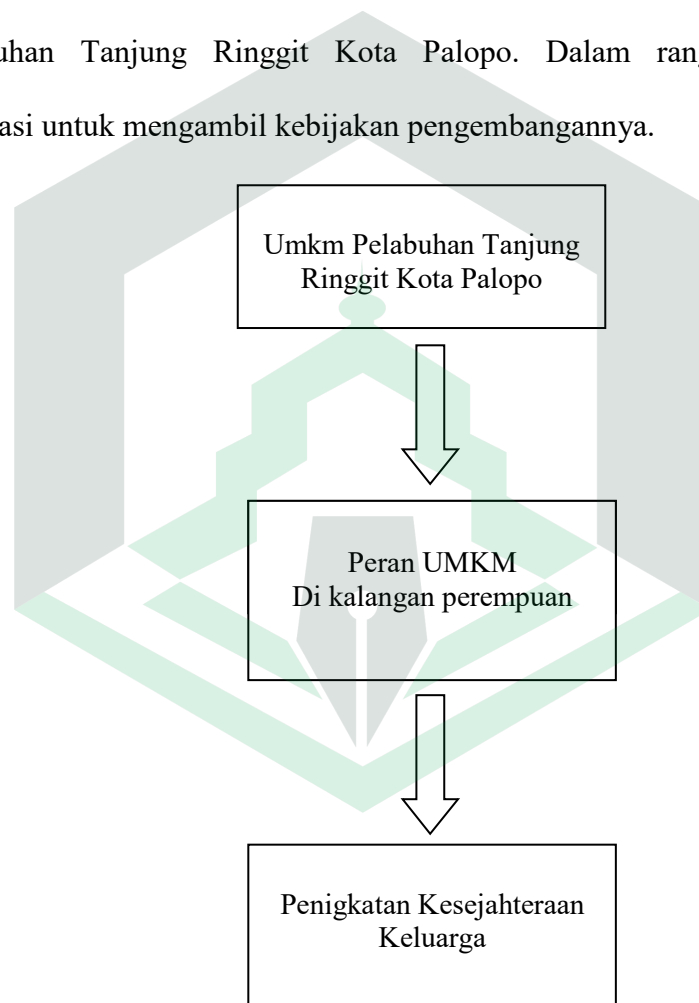 uhan Tanjung Ringgit Kota Palopo. Dalam rang
asi untuk mengambil kebijakan pengembangannya.
Umkm Pelabuhan Tanjung
Ringgit Kota Palopo
Peran UMKM
Di kalangan perempuan
Penigkatan Kesejahteraan
Keluarga